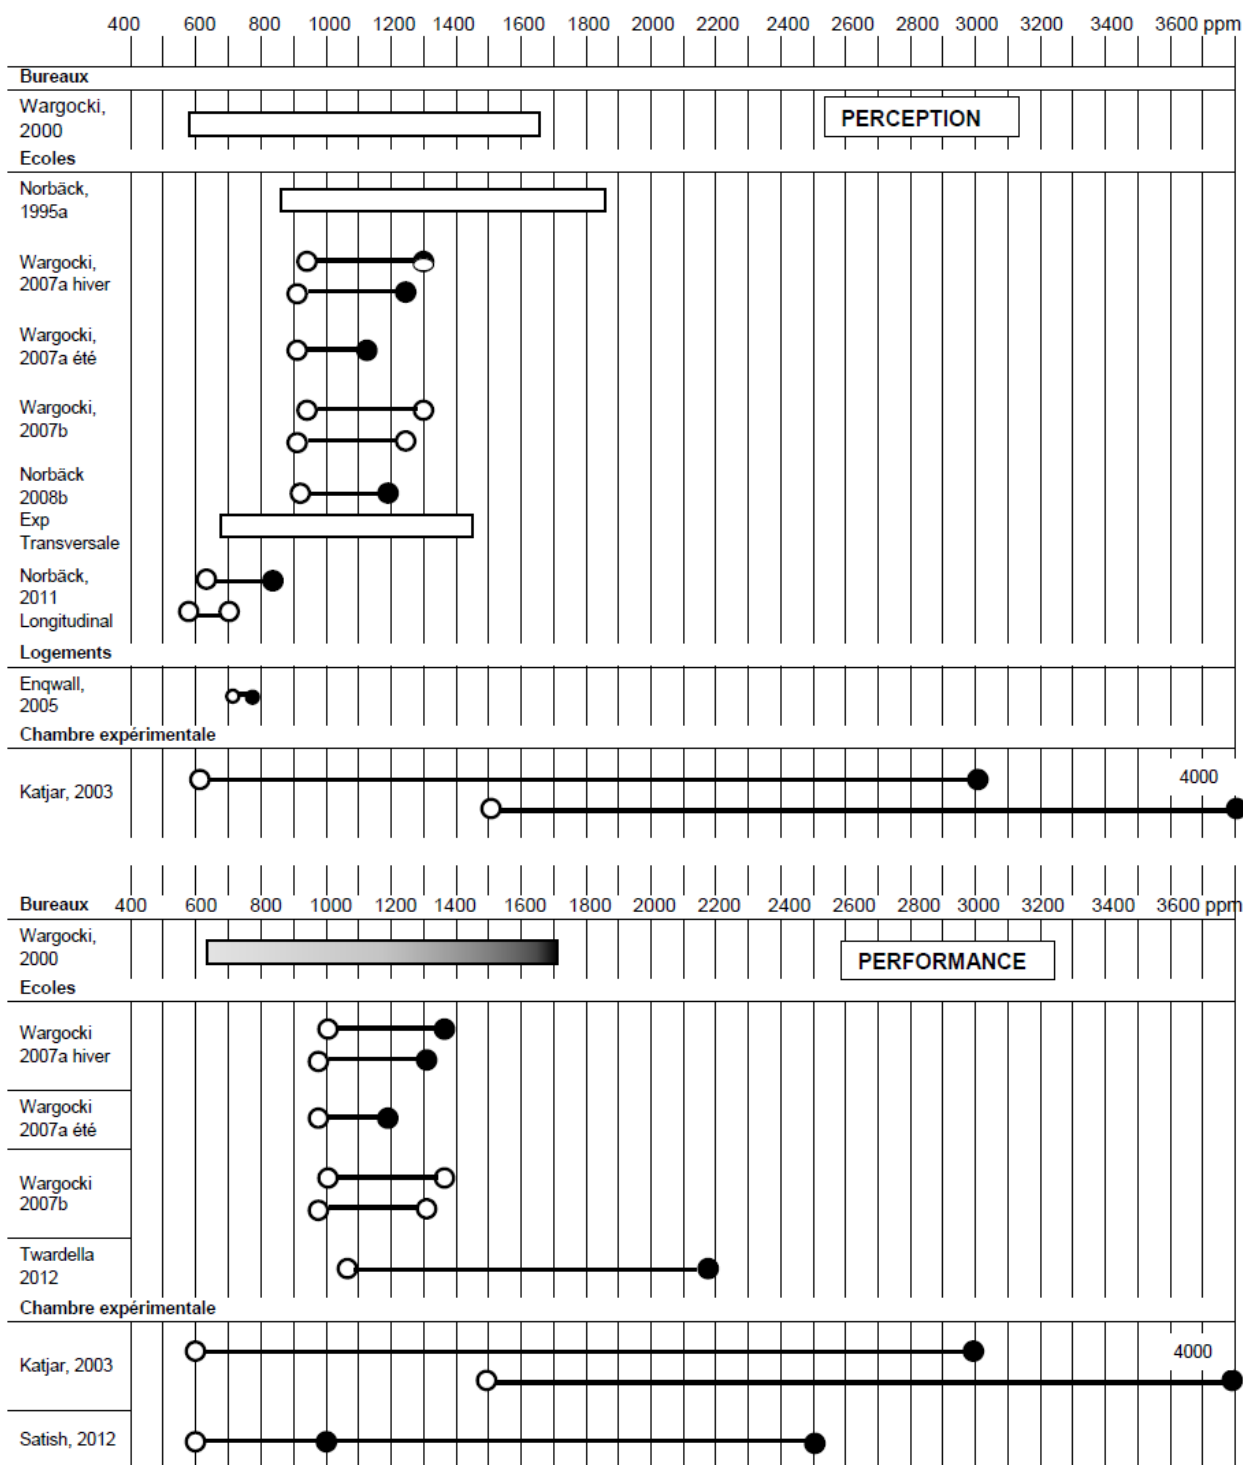 400 600 800 1000 1200 1400 1600 1800 2000 2200 2400 2600 2800 3000 3200 3400 3600 ppm
Bureaux
Wargocki,
2000
PERCEPTION
Ecoles
Norbäck,
1995a
Wargocki,
2007a hiver
Wargocki,
2007a été
Wargocki,
2007b
Norbäck
2008b
Exp
Transversale
Norbäck,
2011
Longitudinal
Logements
Enqwall,
2005
Chambre expérimentale
Katjar, 2003
4000
Bureaux 400 600 800 1000 1200 1400 1600 1800 2000 2200 2400 2600 2800 3000 3200 3400 3600 ppm
Wargocki,
2000
PERFORMANCE
Ecoles
Wargocki
2007a hiver
Wargocki
2007a été
Wargocki
2007b
Twardella
2012
Chambre expérimentale
Katjar, 2003
4000
Satish, 2012